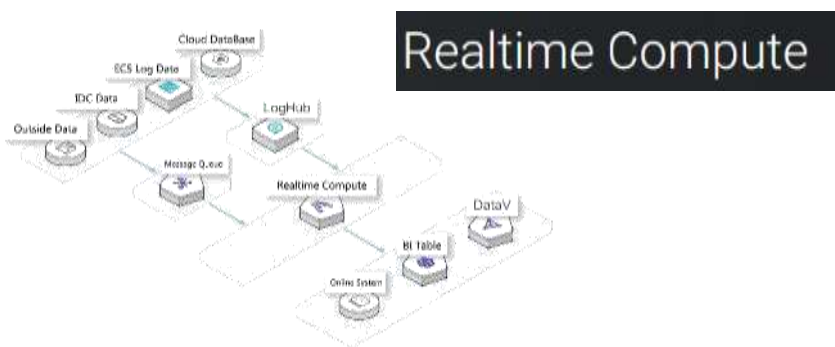 Realtime Compute
Cloud DataBase
ECS Log Data
IDC Data
Outside Data
LogHub
Message Queue
Realtime Compute
DataV
BI Table
Online System